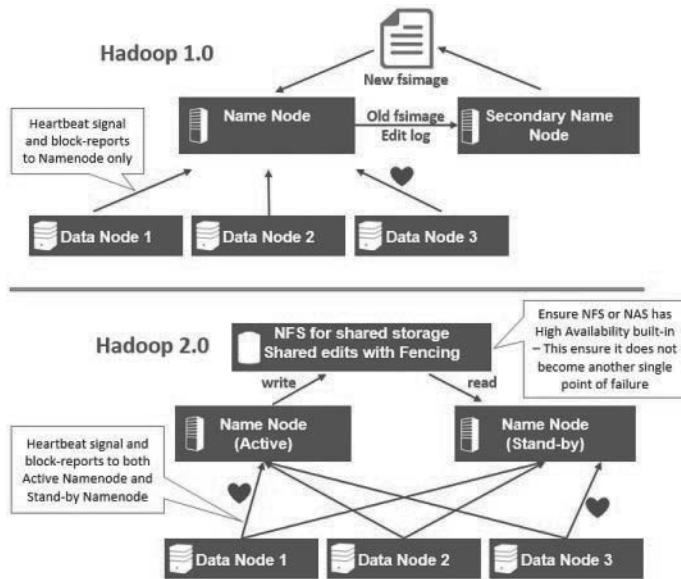 Hadoop 1.0
New fsimage
Heartbeat signal
and block-reports
to Namenode only
Name Node
Old fsimage
Edit log
Secondary Name
Node
Data Node 1
Data Node 2
Data Node 3
Hadoop 2.0
NFS for shared storage
Shared edits with Fencing
Ensure NFS or NAS has
High Availability built-in
– This ensure it does not
become another single
point of failure
write
read
Name Node
(Active)
Name Node
(Stand-by)
Heartbeat signal and
block-reports to both
Active Namenode and
Stand-by Namenode
Data Node 1
Data Node 2
Data Node 3